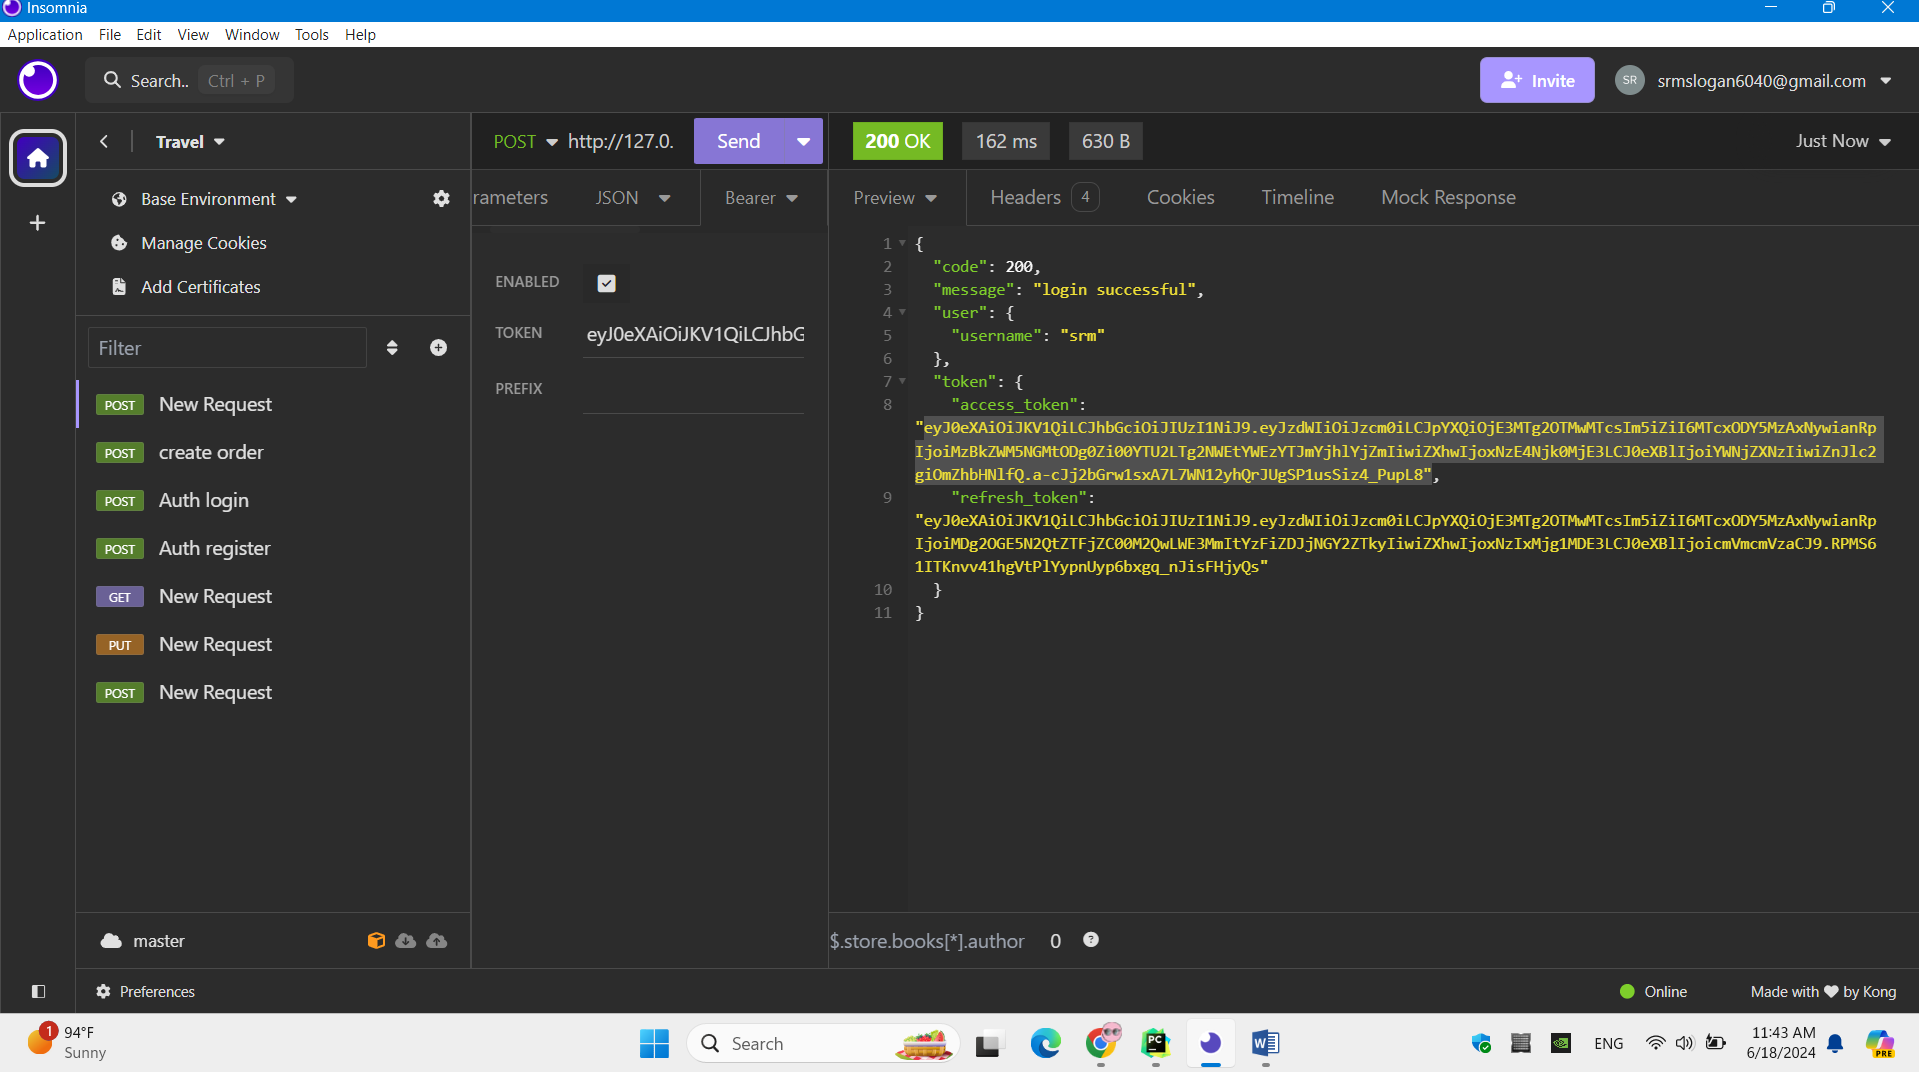 Insomnia
Application File Edit View Window Tools Help
Search.. Ctrl + P
Invite
SR srmslogan6040@gmail.com
Travel
POST http://127.0. Send
200 OK 162 ms 630 B
Just Now
Base Environment
rameters JSON Bearer
Preview Headers 4 Cookies Timeline Mock Response
Manage Cookies
Add Certificates
Filter
POST New Request
POST create order
POST Auth login
POST Auth register
GET New Request
PUT New Request
POST New Request
master
ENABLED
TOKEN eyJ0eXAiOiJKV1QiLCJhbG
PREFIX
1 {
2 "code": 200,
3 "message": "login successful",
4 "user": {
5 "username": "srm"
6 },
7 "token": {
8 "access_token":
"eyJ0eXAiOiJKV1QiLCJhbGciOiJIUzI1NiJ9.eyJzdWIiOiJzcm0iLCJpYXQiOjE3MTg2OTMwMTcsIm5iZiI6MTcxODY5MzAxNywianRp
IjoiMzBkZWM5NGMtODg0Zi00YTU2LTg2NWEtYWEzYTJmYjhlYjZmIiwiZXhwIjoxNzE4Njk0MjE3LCJ0eXBlIjoiYWNjZXNzIiwiZnJlc2
giOmZhbHNlfQ.a-cJj2bGrw1sxA7L7WN12yhQrJUgSP1usSiz4_PupL8",
9 "refresh_token":
"eyJ0eXAiOiJKV1QiLCJhbGciOiJIUzI1NiJ9.eyJzdWIiOiJzcm0iLCJpYXQiOjE3MTg2OTMwMTcsIm5iZiI6MTcxODY5MzAxNywianRp
IjoiMDg2OGE5N2QtZTFjZC00M2QwLWE3MmItYzFiZDJjNGY2ZTkyIiwiZXhwIjoxNzIxMjg1MDE3LCJ0eXBlIjoicmVmcmVzaCJ9.RPMS6
1ITKnvv41hgVtPlYypnUyp6bxgq_nJisFHjyQs"
10 }
11 }
$.store.books[*].author 0
Preferences
Online
Made with by Kong
1 94°F
Sunny
Search
PC
W
ENG
11:43 AM
6/18/2024
PRE